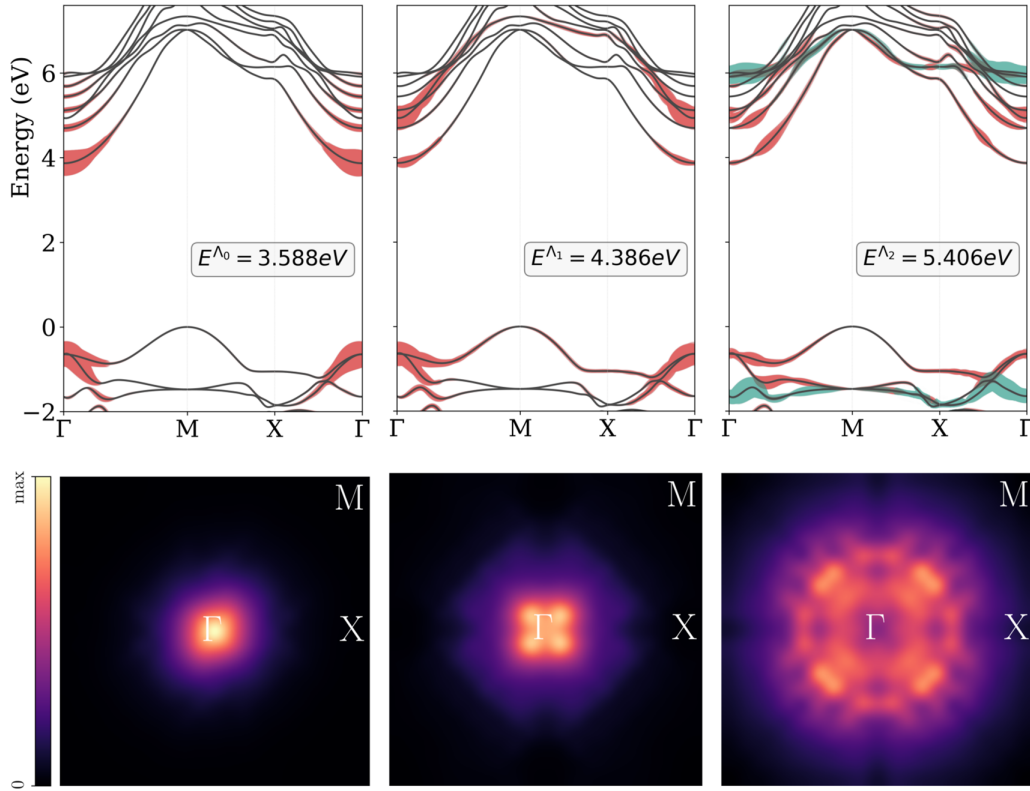 Energy (eV)
6
4
2
0
−2
E^Λ₀ = 3.588eV
E^Λ₁ = 4.386eV
E^Λ₂ = 5.406eV
Γ M X Γ
Γ M X Γ
Γ M X Γ
max
0
M
Γ X
M
Γ X
M
Γ X